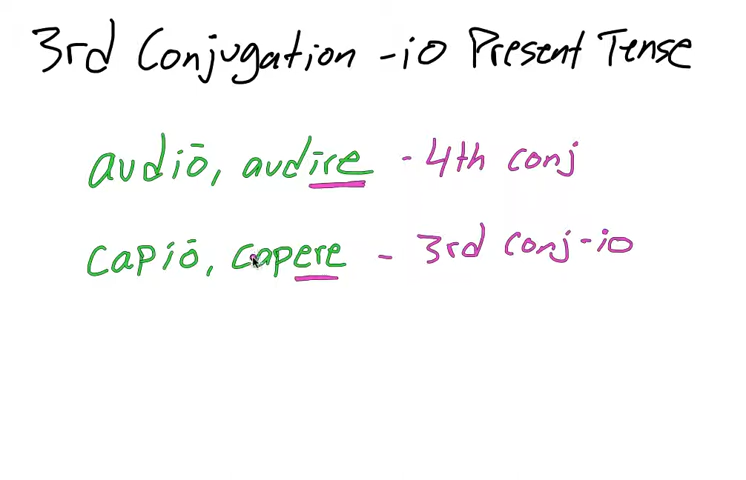 3rd Conjugation -io Present Tense
audiō, audire - 4th conj
capiō, capere - 3rd conj-io